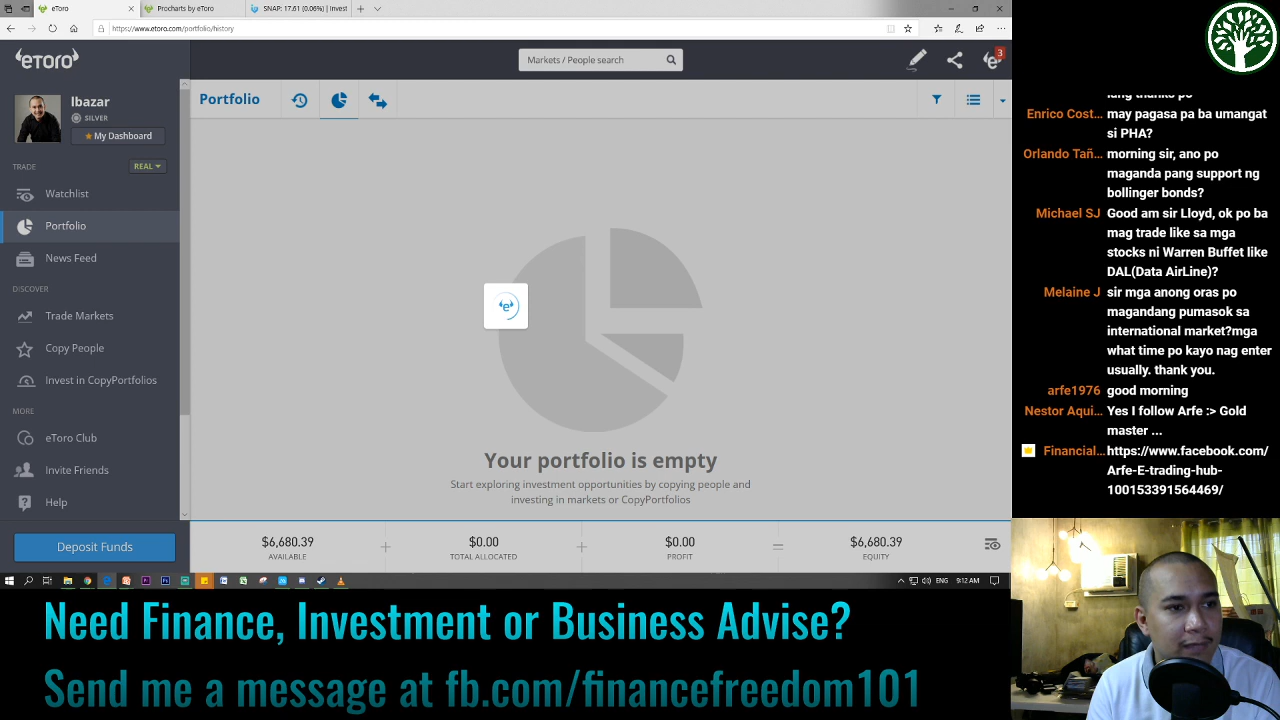 eToro
Procharts by eToro
SNAP: 17.61 (0.06%) | Invest
https://www.etoro.com/portfolio/history
eToro
Markets / People search
3
lbazar
SILVER
My Dashboard
Portfolio
TRADE
REAL
Watchlist
Portfolio
News Feed
DISCOVER
Trade Markets
Copy People
Invest in CopyPortfolios
MORE
eToro Club
Invite Friends
Help
Deposit Funds
Your portfolio is empty
Start exploring investment opportunities by copying people and
investing in markets or CopyPortfolios
$6,680.39
AVAILABLE
+
$0.00
TOTAL ALLOCATED
+
$0.00
PROFIT
=
$6,680.39
EQUITY
ENG
9:12 AM
lang thanks po
Enrico Cost... may pagasa pa ba umangat
si PHA?
Orlando Tañ... morning sir, ano po
maganda pang support ng
bollinger bonds?
Michael SJ Good am sir Lloyd, ok po ba
mag trade like sa mga
stocks ni Warren Buffet like
DAL(Data AirLine)?
Melaine J sir mga anong oras po
magandang pumasok sa
international market?mga
what time po kayo nag enter
usually. thank you.
arfe1976 good morning
Nestor Aqui... Yes I follow Arfe :> Gold
master ...
Financial... https://www.facebook.com/
Arfe-E-trading-hub-
100153391564469/
Need Finance, Investment or Business Advise?
Send me a message at fb.com/financefreedom101